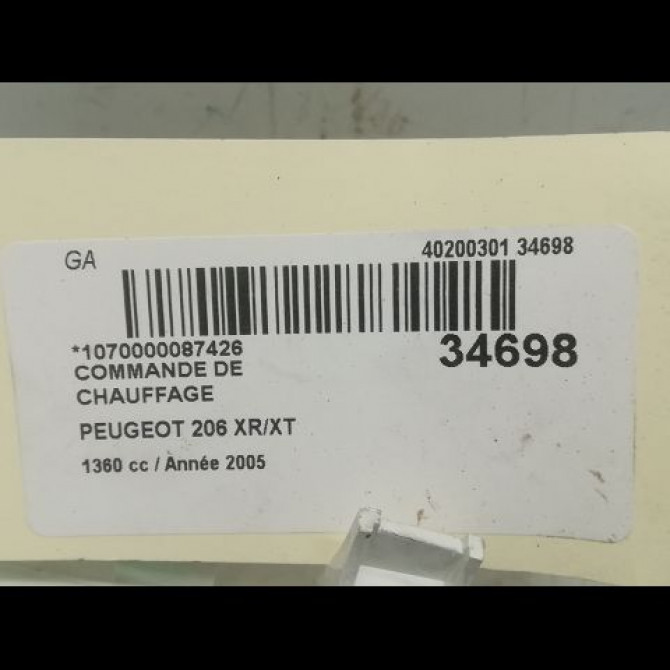 GA
40200301 34698
*1070000087426
34698
COMMANDE DE
CHAUFFAGE
PEUGEOT 206 XR/XT
1360 cc / Année 2005